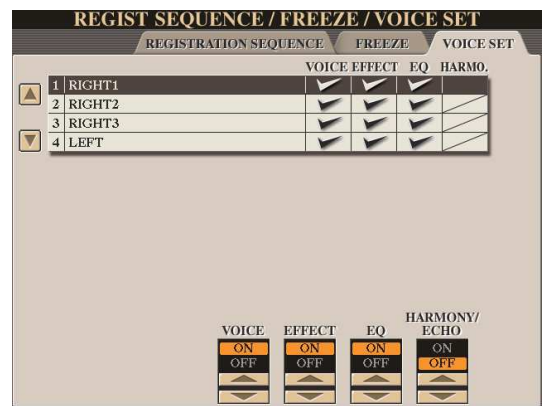 REGIST SEQUENCE / FREEZE / VOICE SET
REGISTRATION SEQUENCE FREEZE VOICE SET
VOICE EFFECT EQ HARMO.
1 RIGHT1
2 RIGHT2
3 RIGHT3
4 LEFT
HARMONY/
VOICE EFFECT EQ ECHO
ON ON ON ON
OFF OFF OFF OFF